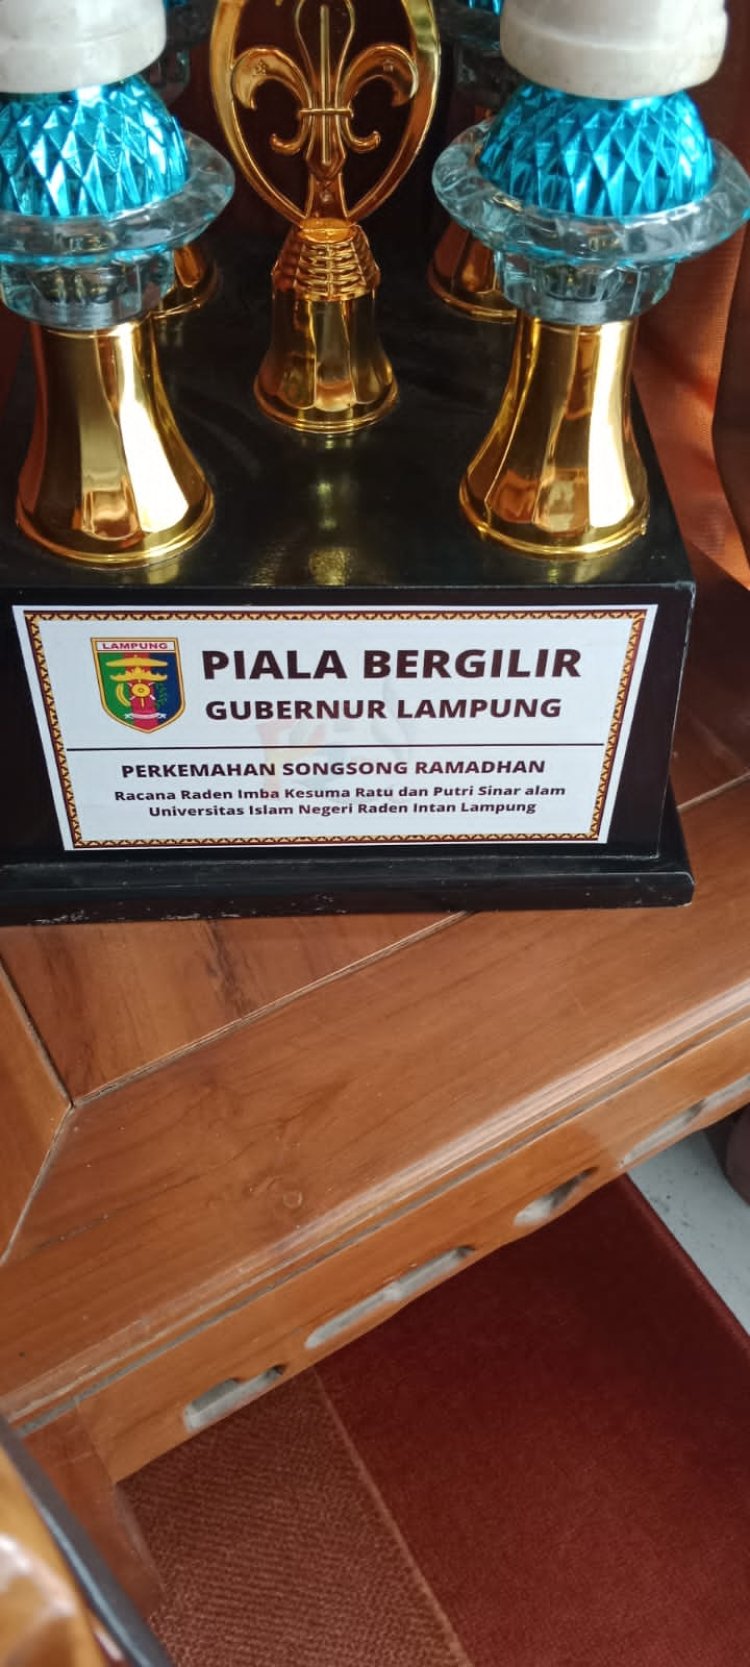 LAMPUNG
PIALA BERGILIR
GUBERNUR LAMPUNG
PERKEMAHAN SONGSONG RAMADHAN
Racana Raden Imba Kesuma Ratu dan Putri Sinar alam
Universitas Islam Negeri Raden Intan Lampung